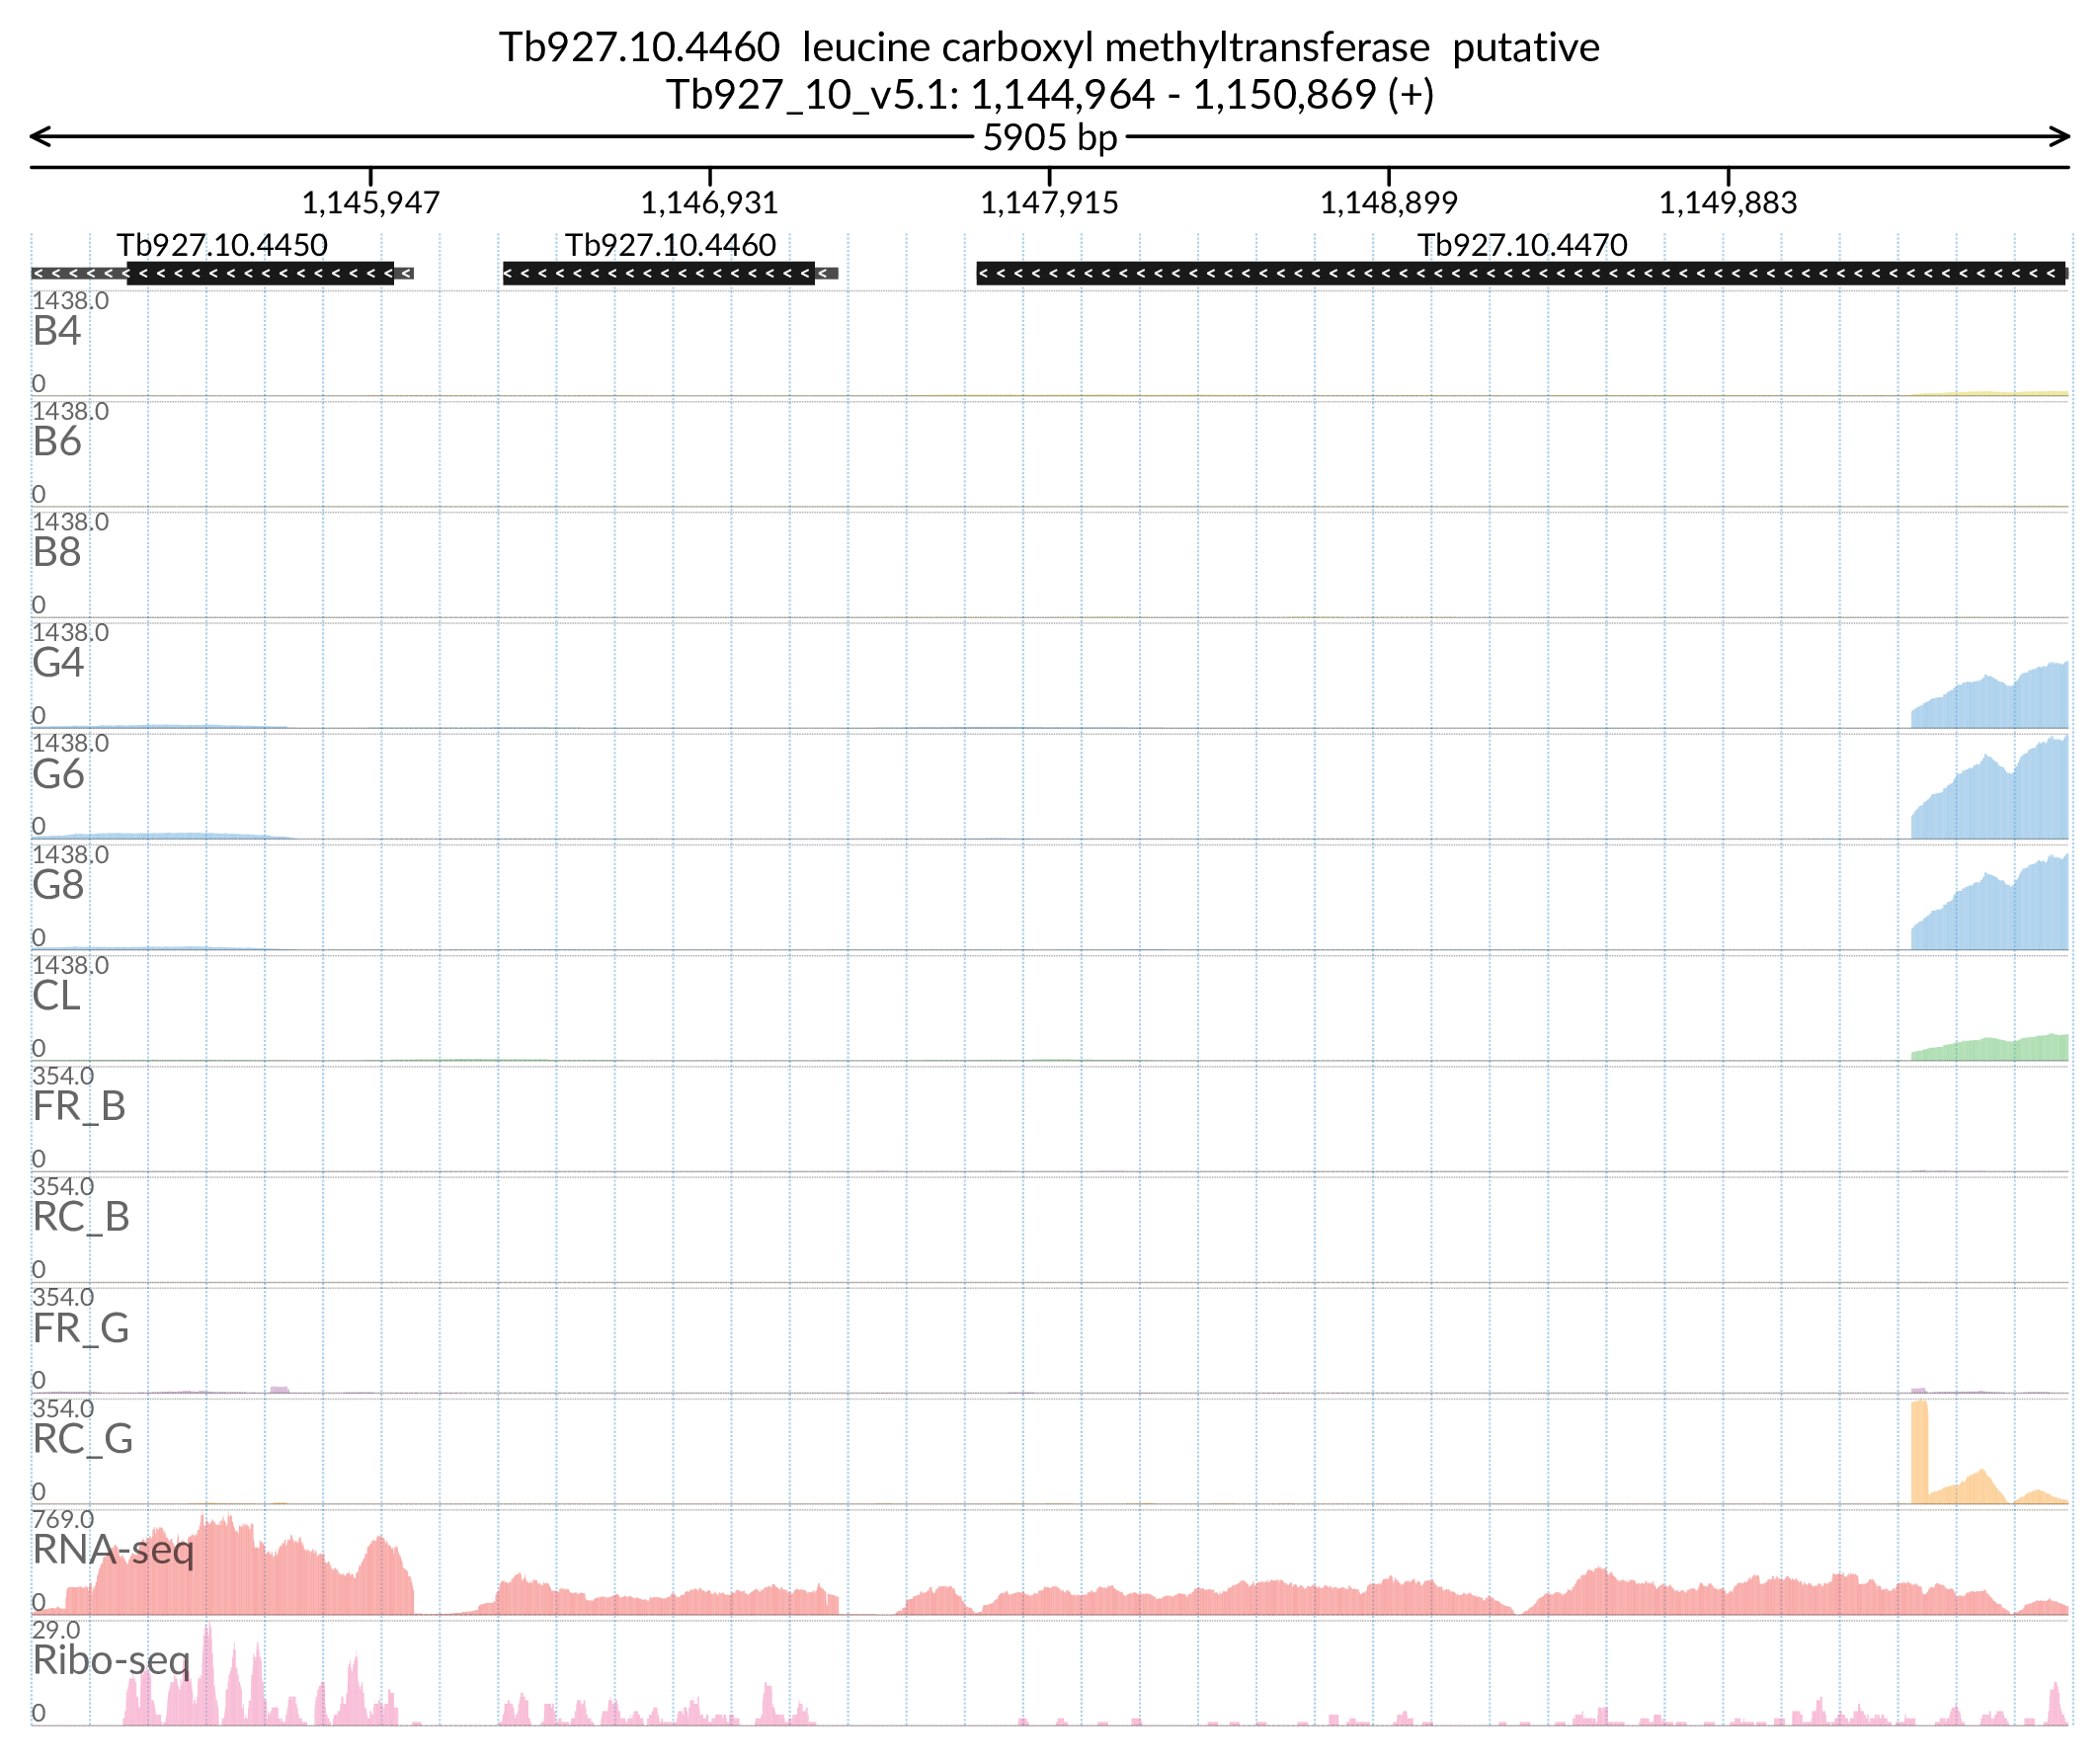 Tb927.10.4460  leucine carboxyl methyltransferase  putative
Tb927_10_v5.1: 1,144,964 - 1,150,869 (+)
5905 bp
1,145,947 1,146,931 1,147,915 1,148,899 1,149,883
Tb927.10.4450 Tb927.10.4460 Tb927.10.4470
1438.0
B4
0
1438.0
B6
0
1438.0
B8
0
1438.0
G4
0
1438.0
G6
0
1438.0
G8
0
1438.0
CL
0
354.0
FR_B
0
354.0
RC_B
0
354.0
FR_G
0
354.0
RC_G
0
769.0
RNA-seq
0
29.0
Ribo-seq
0